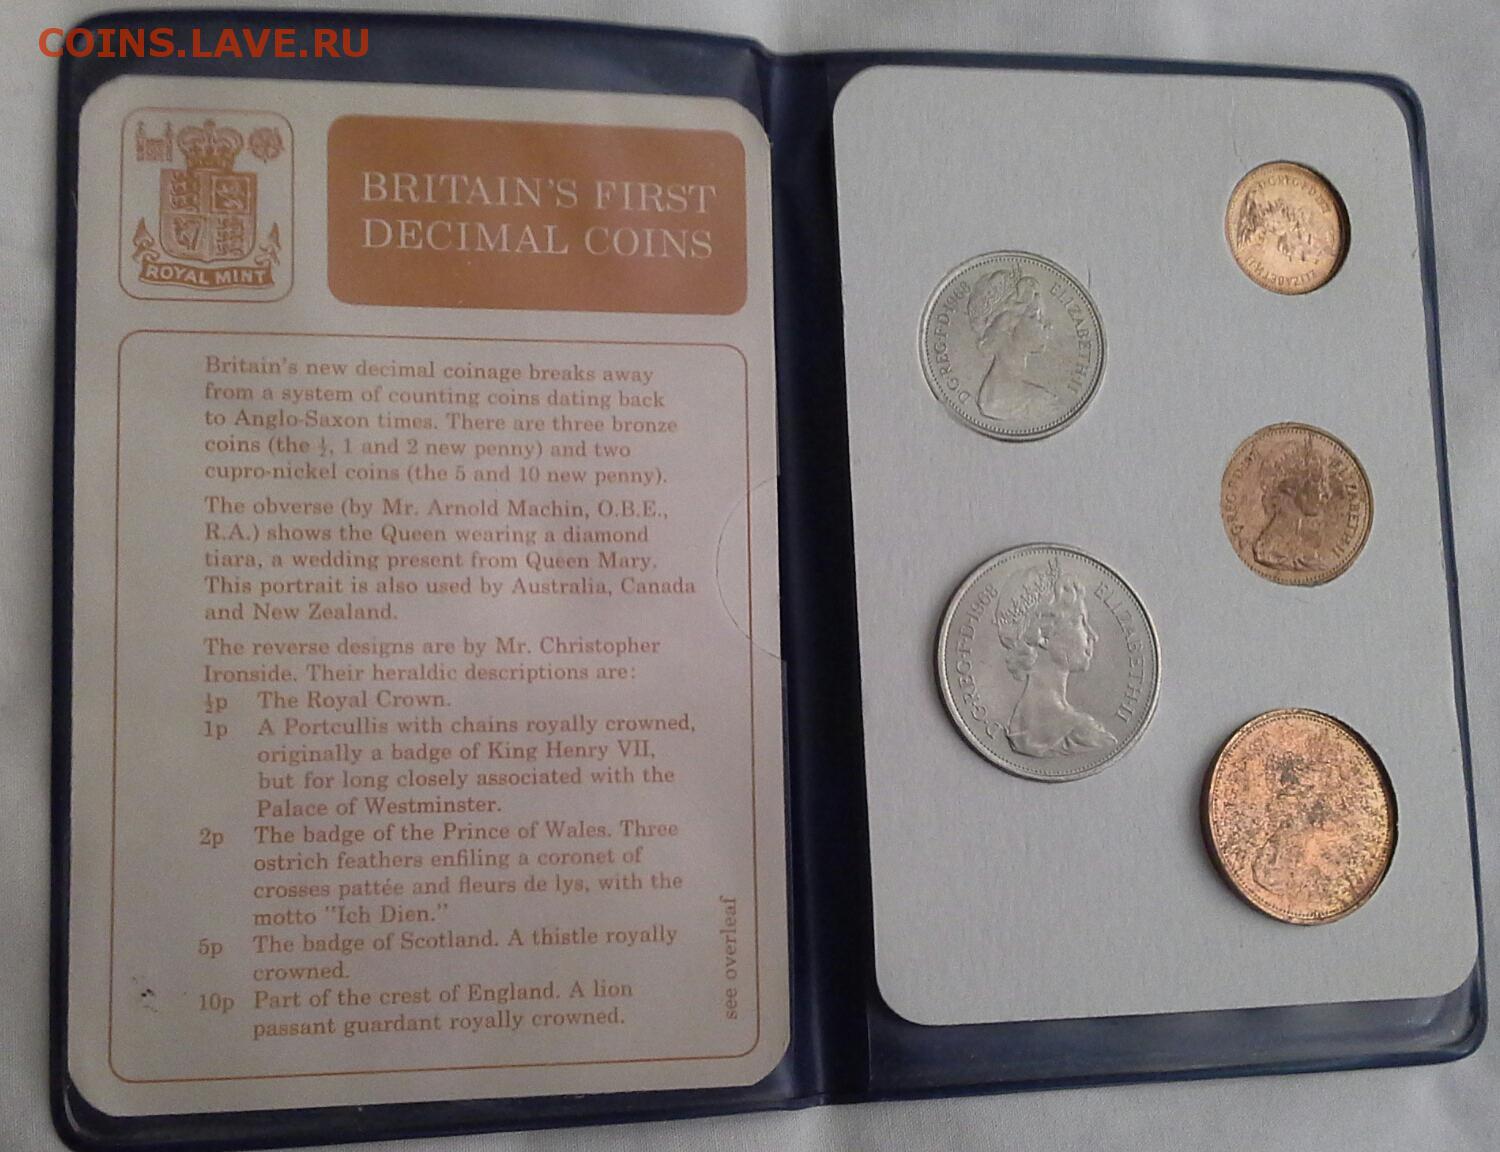 COINS.LAVE.RU
ROYAL MINT
BRITAIN'S FIRST
DECIMAL COINS
Britain's new decimal coinage breaks away
from a system of counting coins dating back
to Anglo-Saxon times. There are three bronze
coins (the ½, 1 and 2 new penny) and two
cupro-nickel coins (the 5 and 10 new penny).
The obverse (by Mr. Arnold Machin, O.B.E.,
R.A.) shows the Queen wearing a diamond
tiara, a wedding present from Queen Mary.
This portrait is also used by Australia, Canada
and New Zealand.
The reverse designs are by Mr. Christopher
Ironside. Their heraldic descriptions are:
½p The Royal Crown.
1p A Portcullis with chains royally crowned,
originally a badge of King Henry VII,
but for long closely associated with the
Palace of Westminster.
2p The badge of the Prince of Wales. Three
ostrich feathers enfiling a coronet of
crosses pattée and fleurs de lys, with the
motto "Ich Dien."
5p The badge of Scotland. A thistle royally
crowned.
10p Part of the crest of England. A lion
passant guardant royally crowned.
see overleaf
D·G·REG·F·D·1968 ELIZABETH II
D·G·REG·F·D·1968 ELIZABETH II
D·G·REG·F·D· ELIZABETH II
D·G·REG·F·D· ELIZABETH II